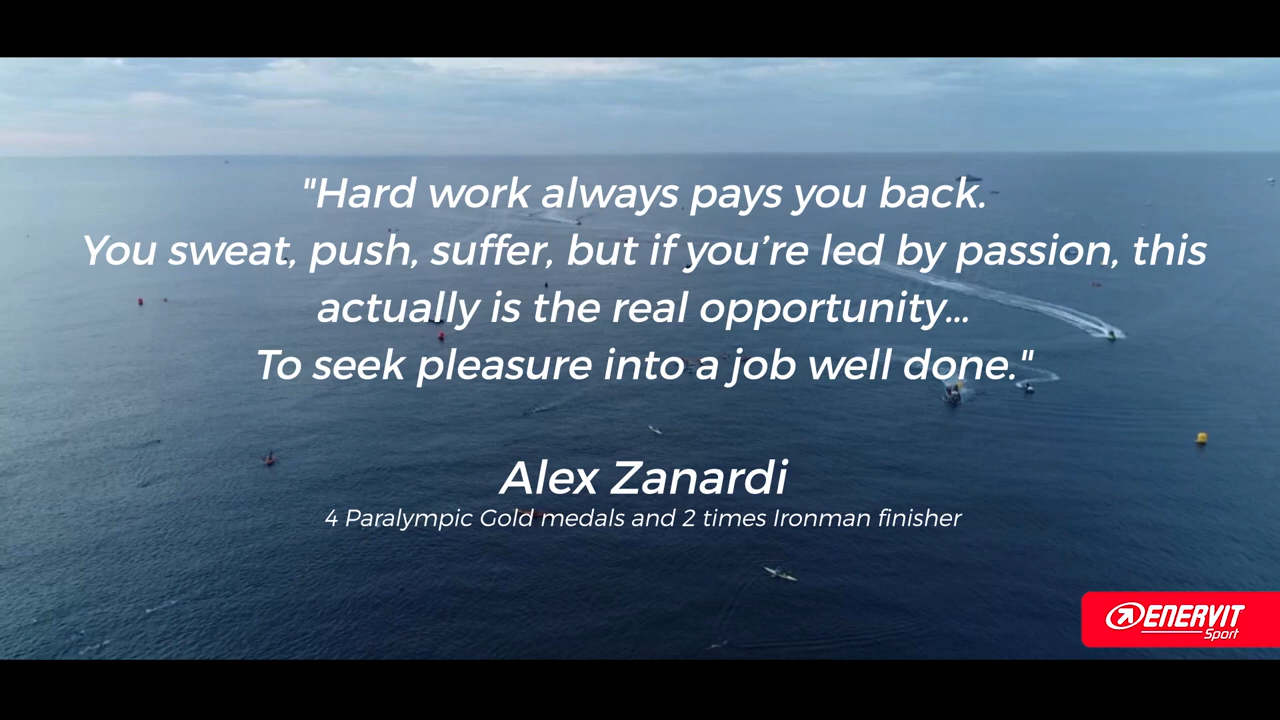 "Hard work always pays you back.
You sweat, push, suffer, but if you’re led by passion, this
actually is the real opportunity...
To seek pleasure into a job well done."
Alex Zanardi
4 Paralympic Gold medals and 2 times Ironman finisher
ENERVIT
Sport